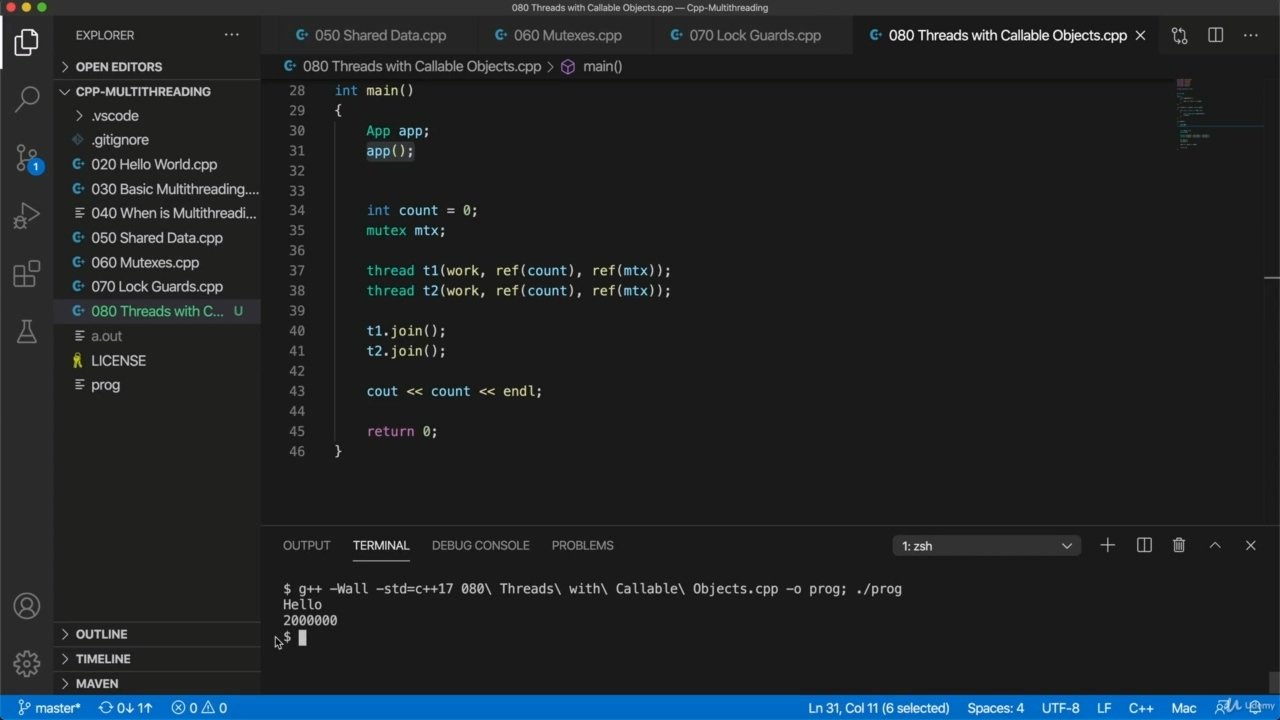 080 Threads with Callable Objects.cpp — Cpp-Multithreading
EXPLORER
050 Shared Data.cpp
060 Mutexes.cpp
070 Lock Guards.cpp
080 Threads with Callable Objects.cpp
OPEN EDITORS
080 Threads with Callable Objects.cpp > main()
CPP-MULTITHREADING
.vscode
.gitignore
020 Hello World.cpp
030 Basic Multithreading....
040 When is Multithreadi...
050 Shared Data.cpp
060 Mutexes.cpp
070 Lock Guards.cpp
080 Threads with C... U
a.out
LICENSE
prog
OUTLINE
TIMELINE
MAVEN
1
28 int main()
29 {
30 App app;
31 app();
32
33
34 int count = 0;
35 mutex mtx;
36
37 thread t1(work, ref(count), ref(mtx));
38 thread t2(work, ref(count), ref(mtx));
39
40 t1.join();
41 t2.join();
42
43 cout << count << endl;
44
45 return 0;
46 }
OUTPUT TERMINAL DEBUG CONSOLE PROBLEMS 1: zsh
$ g++ -Wall -std=c++17 080\ Threads\ with\ Callable\ Objects.cpp -o prog; ./prog
Hello
2000000
$
master* 0↓ 1↑ 0 0 Ln 31, Col 11 (6 selected) Spaces: 4 UTF-8 LF C++ Mac
Udemy